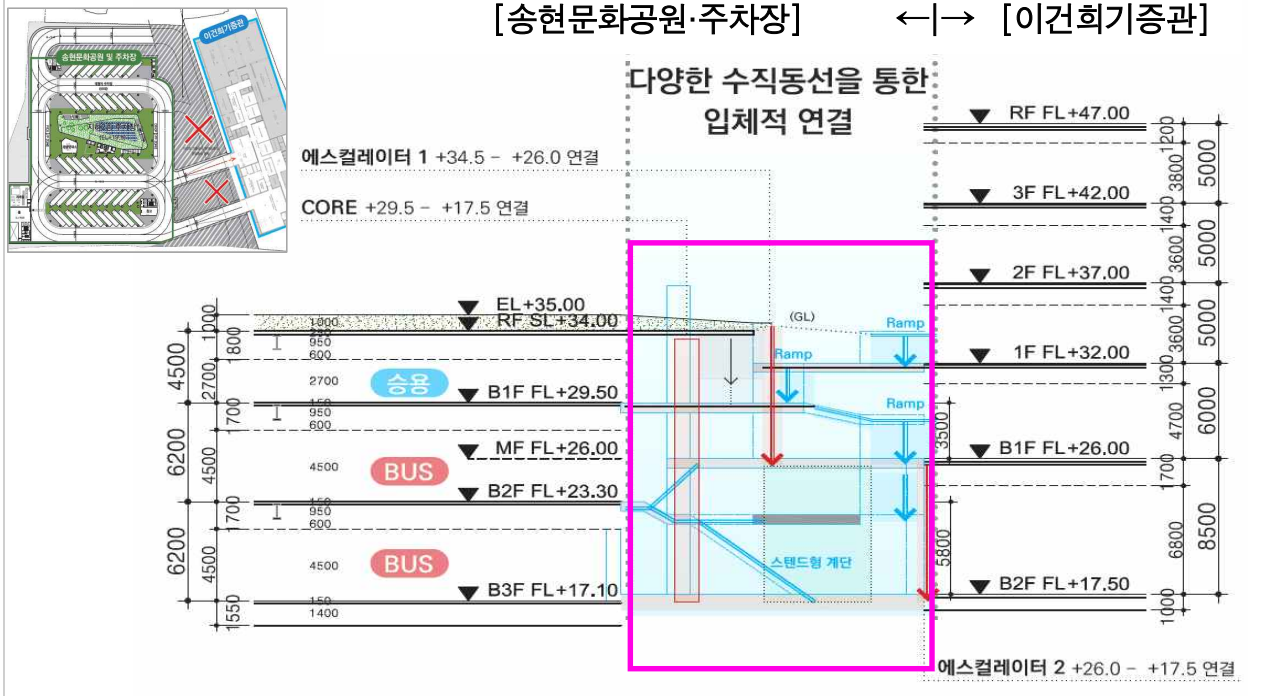 [송현문화공원·주차장] ←|→ [이건희기증관]
이건희기증관
송현문화공원 및 주차장
다양한 수직동선을 통한
입체적 연결
에스컬레이터 1 +34.5 - +26.0 연결
CORE +29.5 - +17.5 연결
RF FL+47.00
1200
3800
5000
3F FL+42.00
1400
3600
5000
2F FL+37.00
1400
3600
5000
1F FL+32.00
1300
4700
6000
3500
B1F FL+26.00
1700
6800
8500
5800
B2F FL+17.50
1000
EL+35.00
RF SL+34.00
1000
1000
950
600
1800
4500
2700
2700
승용
B1F FL+29.50
150
950
600
1700
6200
4500
4500
MF FL+26.00
BUS
B2F FL+23.30
150
950
600
1700
6200
4500
4500
BUS
B3F FL+17.10
150
1400
1550
(GL)
Ramp
Ramp
Ramp
스텐드형 계단
에스컬레이터 2 +26.0 - +17.5 연결